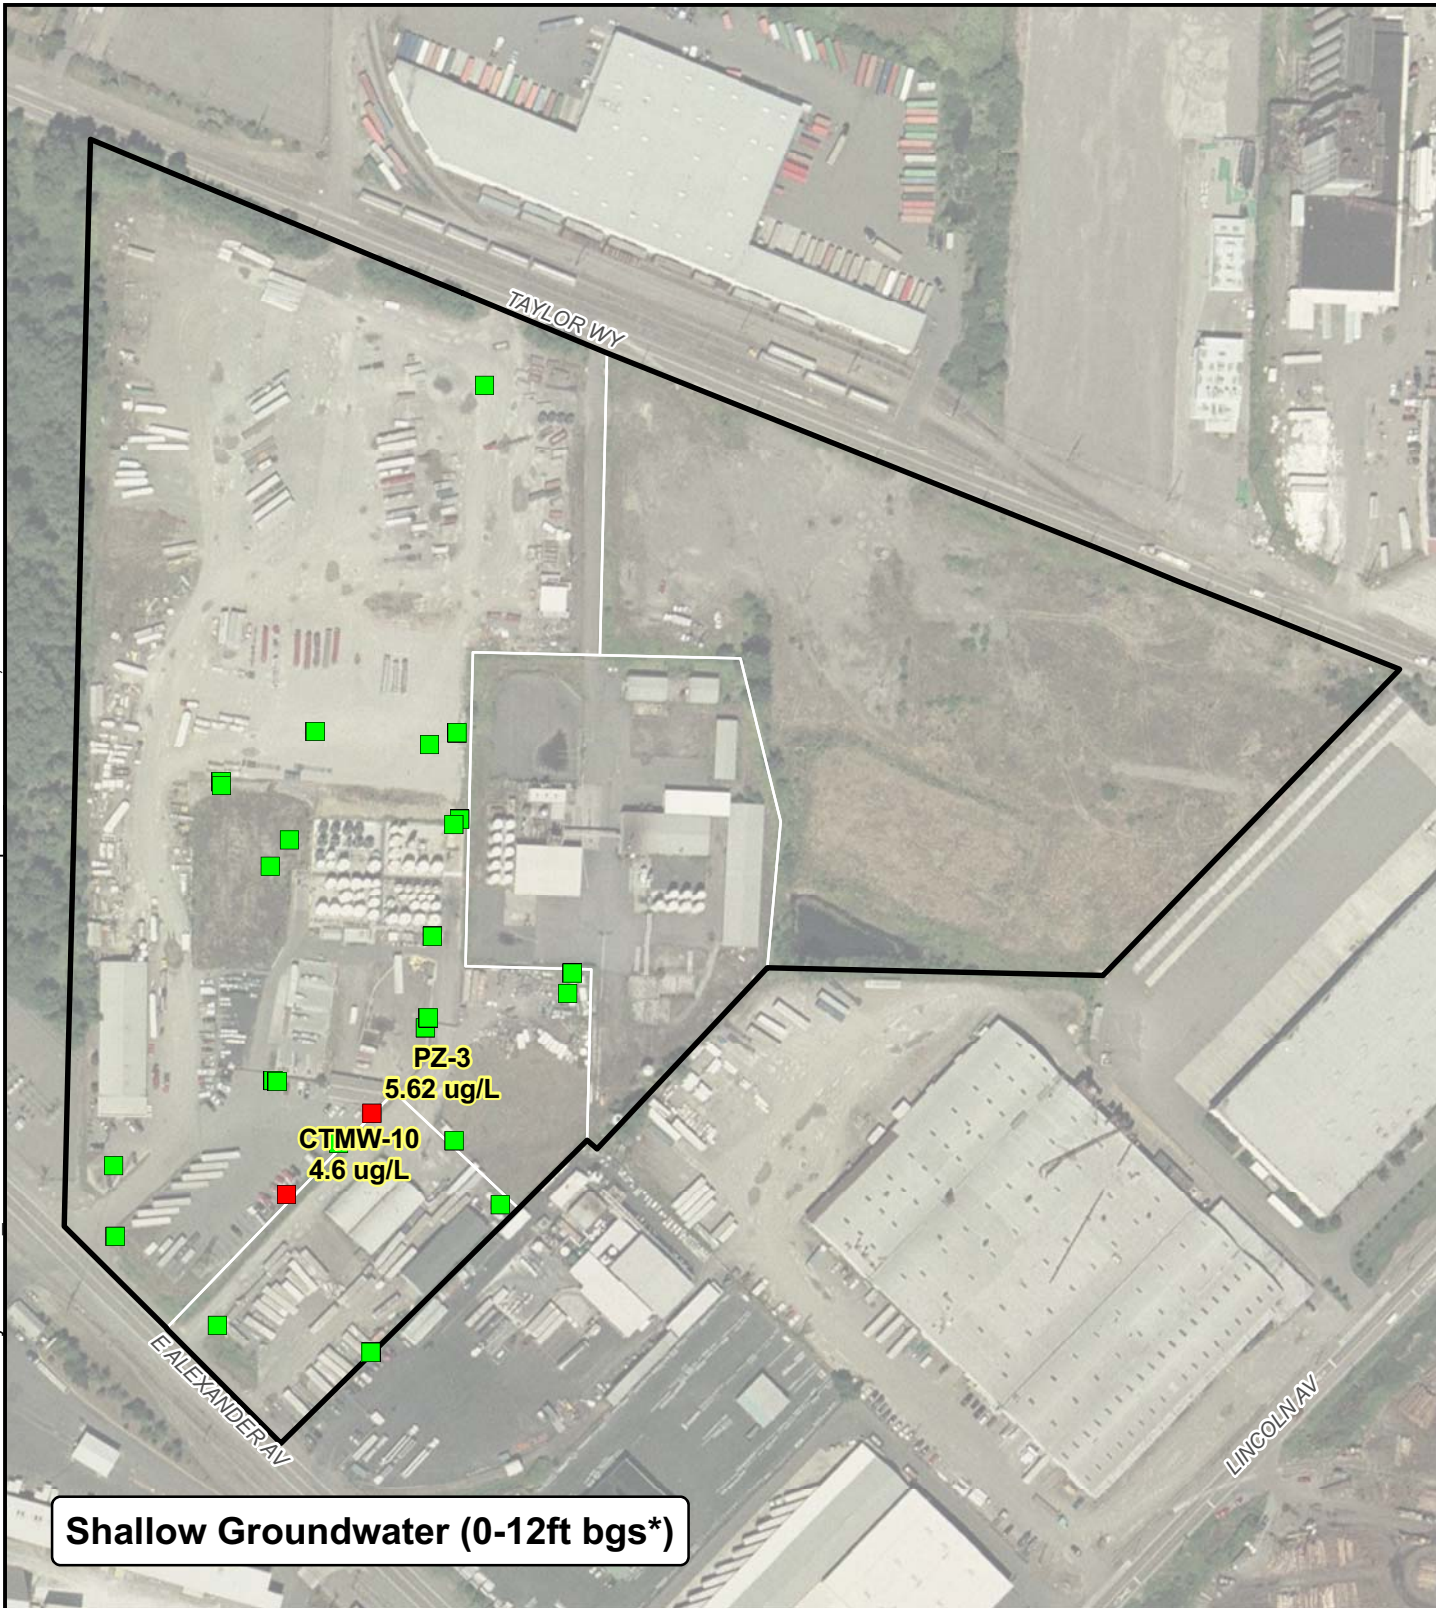 TAYLOR WY
PZ-3
5.62 ug/L
CTMW-10
4.6 ug/L
E ALEXANDER AV
LINCOLN AV
Shallow Groundwater (0-12ft bgs*)